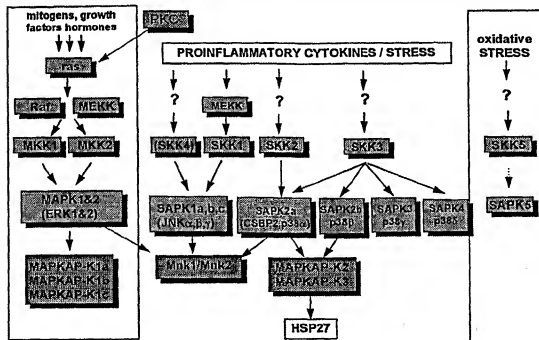 mitogens, growth
factors hormones
PKCs
ras
Raf
MEKK
MKK1
MKK2
MAPK1&2
(ERK1&2)
MAPKAP-K1a
MAPKAP-K1b
MAPKAP-K1c
PROINFLAMMATORY CYTOKINES / STRESS
?
MEKK
?
?
(SKK4)
SKK1
SKK2
SKK3
SAPK1a,b,c
(JNKα,β,γ)
SAPK2a
(CSBP2/p38α)
SAPK2b
p38β
SAPK3
p38γ
SAPK4
p38δ
Mnk1/Mnk2
MAPKAP-K2
MAPKAP-K3
HSP27
oxidative
STRESS
?
SKK5
SAPK5